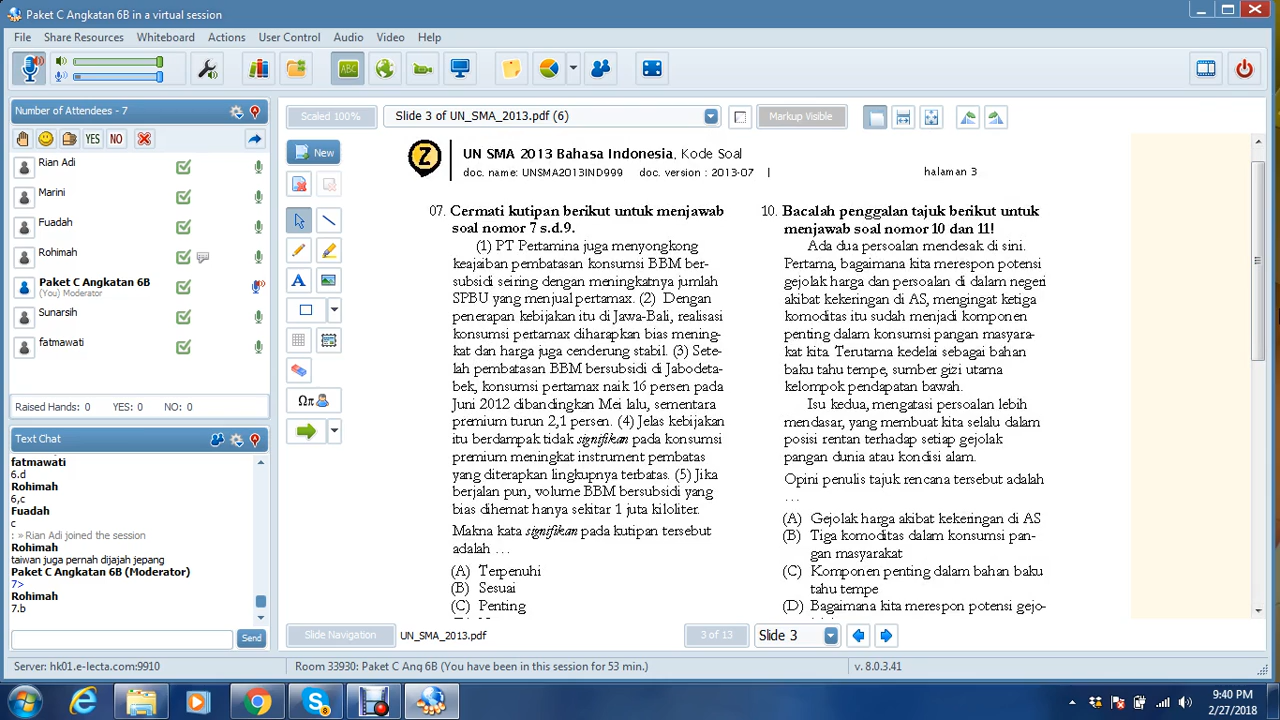 Paket C Angkatan 6B in a virtual session
File Share Resources Whiteboard Actions User Control Audio Video Help
ABC
Number of Attendees - 7
YES NO
Rian Adi
Marini
Fuadah
Rohimah
Paket C Angkatan 6B
(You) Moderator
Sunarsih
fatmawati
Raised Hands: 0 YES: 0 NO: 0
Text Chat
fatmawati
6.d
Rohimah
6,c
Fuadah
c
: » Rian Adi joined the session
Rohimah
taiwan juga pernah dijajah jepang
Paket C Angkatan 6B (Moderator)
7>
Rohimah
7.b
Send
Scaled 100%
Slide 3 of UN_SMA_2013.pdf (6)
Markup Visible
New
A
Ωπ
Z
UN SMA 2013 Bahasa Indonesia, Kode Soal
doc. name: UNSMA2013IND999 doc. version : 2013-07 |
halaman 3
07. Cermati kutipan berikut untuk menjawab
soal nomor 7 s.d.9.
(1) PT Pertamina juga menyongkong
keajaiban pembatasan konsumsi BBM ber-
subsidi seiring dengan meningkatnya jumlah
SPBU yang menjual pertamax. (2) Dengan
penerapan kebijakan itu di Jawa-Bali, realisasi
konsumsi pertamax diharapkan bias mening-
kat dan harga juga cenderung stabil. (3) Sete-
lah pembatasan BBM bersubsidi di Jabodeta-
bek, konsumsi pertamax naik 16 persen pada
Juni 2012 dibandingkan Mei lalu, sementara
premium turun 2,1 persen. (4) Jelas kebijakan
itu berdampak tidak signifikan pada konsumsi
premium meningkat instrument pembatas
yang diterapkan lingkupnya terbatas. (5) Jika
berjalan pun, volume BBM bersubsidi yang
bias dihemat hanya sekitar 1 juta kiloliter.
Makna kata signifikan pada kutipan tersebut
adalah …
(A) Terpenuhi
(B) Sesuai
(C) Penting
10. Bacalah penggalan tajuk berikut untuk
menjawab soal nomor 10 dan 11!
Ada dua persoalan mendesak di sini.
Pertama, bagaimana kita merespon potensi
gejolak harga dan persoalan di dalam negeri
akibat kekeringan di AS, mengingat ketiga
komoditas itu sudah menjadi komponen
penting dalam konsumsi pangan masyara-
kat kita. Terutama kedelai sebagai bahan
baku tahu tempe, sumber gizi utama
kelompok pendapatan bawah.
Isu kedua, mengatasi persoalan lebih
mendasar, yang membuat kita selalu dalam
posisi rentan terhadap setiap gejolak
pangan dunia atau kondisi alam.
Opini penulis tajuk rencana tersebut adalah
…
(A) Gejolak harga akibat kekeringan di AS
(B) Tiga komoditas dalam konsumsi pan-
gan masyarakat
(C) Komponen penting dalam bahan baku
tahu tempe
(D) Bagaimana kita merespon potensi gejo-
Slide Navigation
UN_SMA_2013.pdf
3 of 13
Slide 3
Server: hk01.e-lecta.com:9910
Room 33930: Paket C Ang 6B (You have been in this session for 53 min.)
v. 8.0.3.41
9:40 PM
2/27/2018